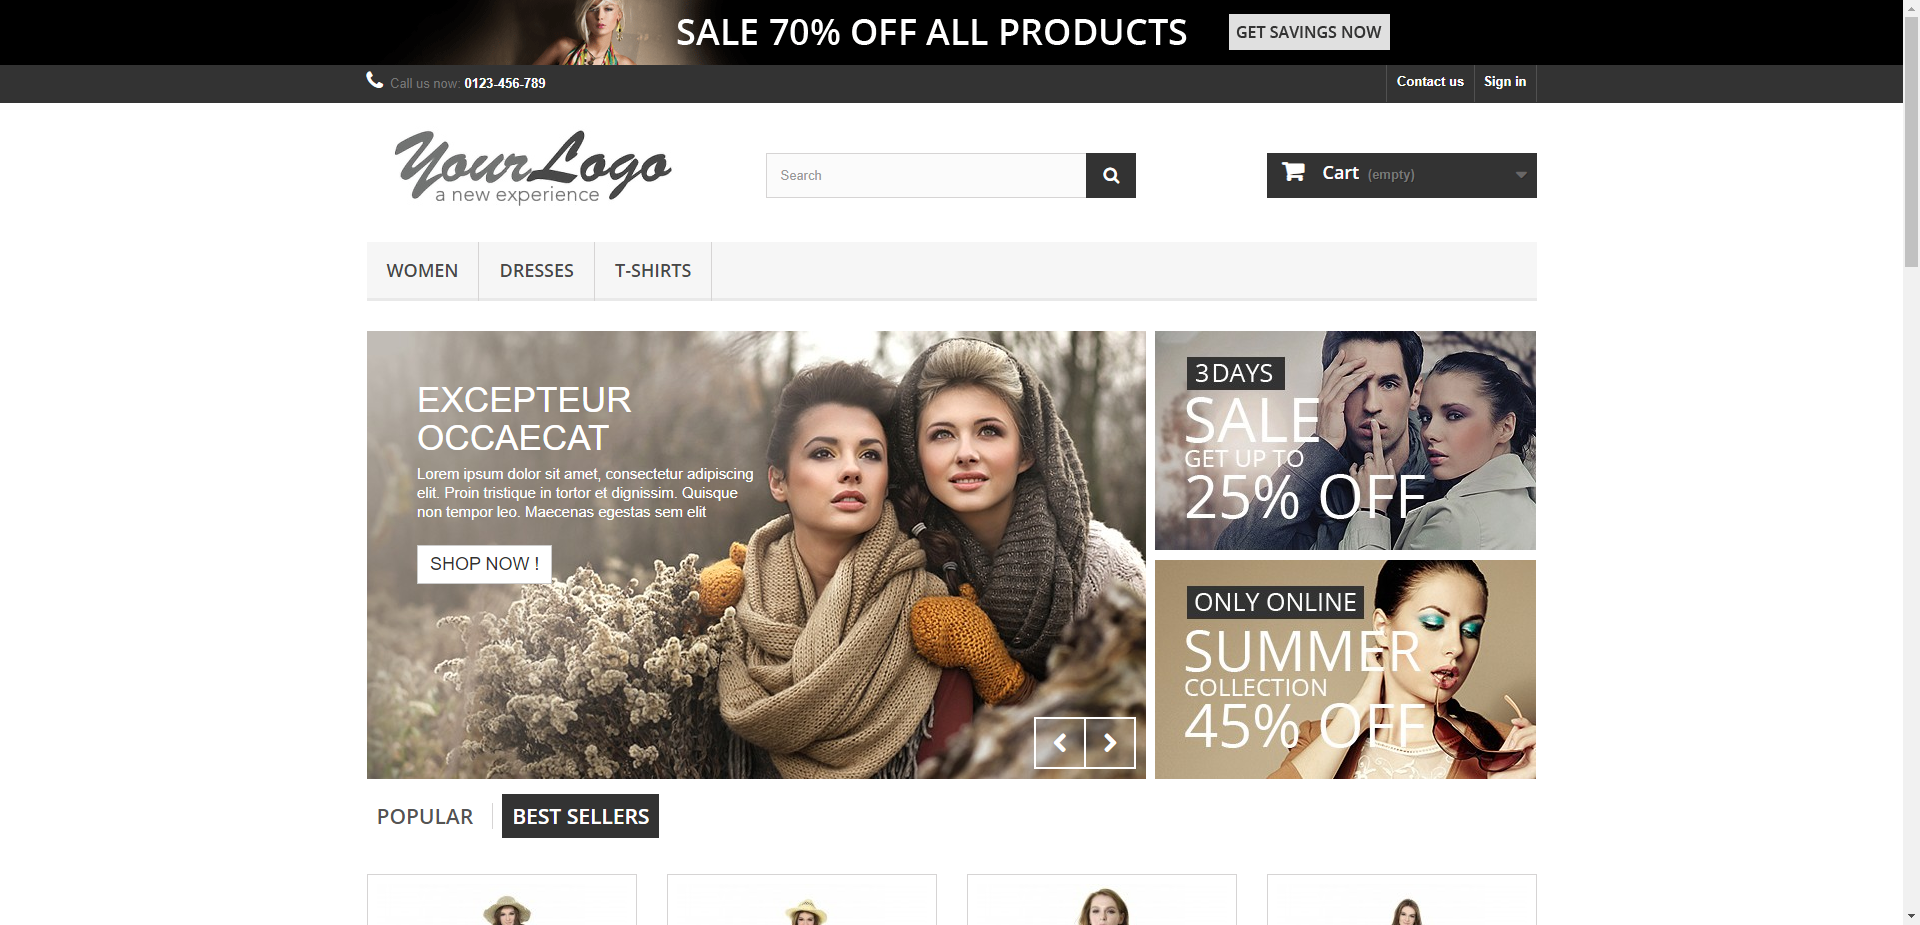 SALE 70% OFF ALL PRODUCTS GET SAVINGS NOW
Call us now: 0123-456-789
Contact us Sign in
YourLogo
a new experience
Search
Cart (empty)
WOMEN DRESSES T-SHIRTS
EXCEPTEUR
OCCAECAT
Lorem ipsum dolor sit amet, consectetur adipiscing
elit. Proin tristique in tortor et dignissim. Quisque
non tempor leo. Maecenas egestas sem elit
SHOP NOW !
3 DAYS
SALE
GET UP TO
25% OFF
ONLY ONLINE
SUMMER
COLLECTION
45% OFF
POPULAR BEST SELLERS